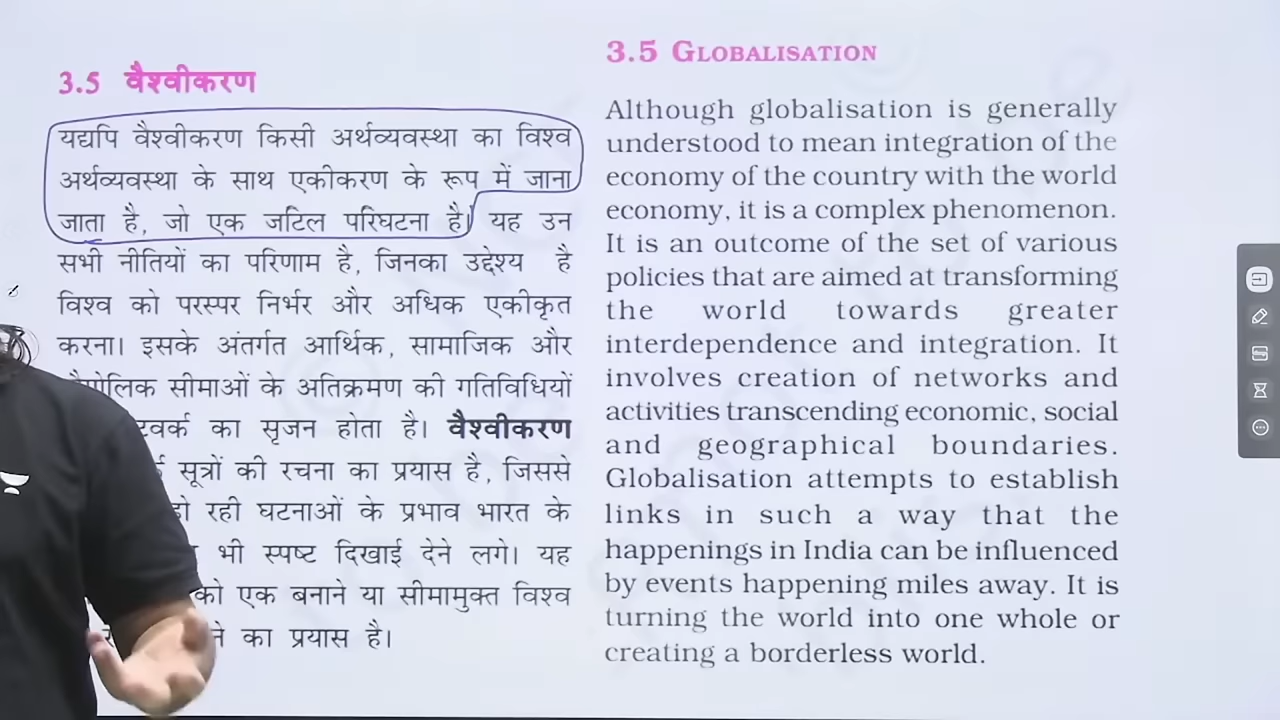 3.5 वैश्वीकरण
यद्यपि वैश्वीकरण किसी अर्थव्यवस्था का विश्व
अर्थव्यवस्था के साथ एकीकरण के रूप में जाना
जाता है, जो एक जटिल परिघटना है। यह उन
सभी नीतियों का परिणाम है, जिनका उद्देश्य है
विश्व को परस्पर निर्भर और अधिक एकीकृत
करना। इसके अंतर्गत आर्थिक, सामाजिक और
सीमाओं के अतिक्रमण की गतिविधियों
का सृजन होता है। वैश्वीकरण
सूत्रों की रचना का प्रयास है, जिससे
रही घटनाओं के प्रभाव भारत के
भी स्पष्ट दिखाई देने लगे। यह
को एक बनाने या सीमामुक्त विश्व
का प्रयास है।
3.5 GLOBALISATION
Although globalisation is generally
understood to mean integration of the
economy of the country with the world
economy, it is a complex phenomenon.
It is an outcome of the set of various
policies that are aimed at transforming
the world towards greater
interdependence and integration. It
involves creation of networks and
activities transcending economic, social
and geographical boundaries.
Globalisation attempts to establish
links in such a way that the
happenings in India can be influenced
by events happening miles away. It is
turning the world into one whole or
creating a borderless world.